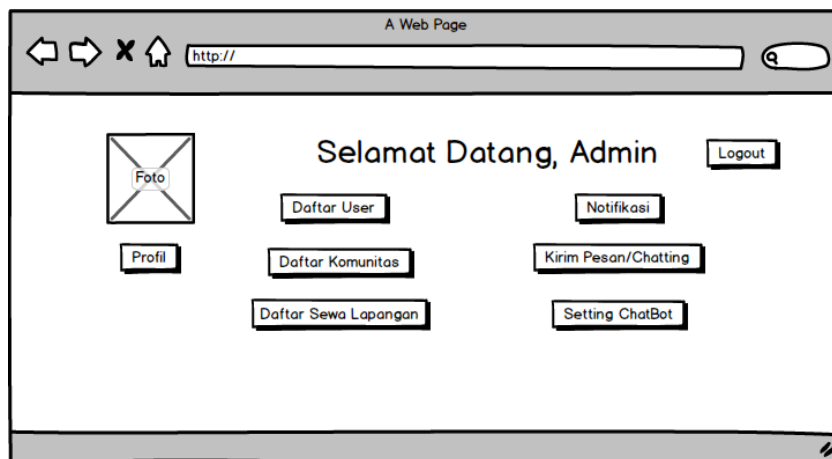 A Web Page
http://
Selamat Datang, Admin
Logout
Foto
Daftar User
Notifikasi
Profil
Daftar Komunitas
Kirim Pesan/Chatting
Daftar Sewa Lapangan
Setting ChatBot